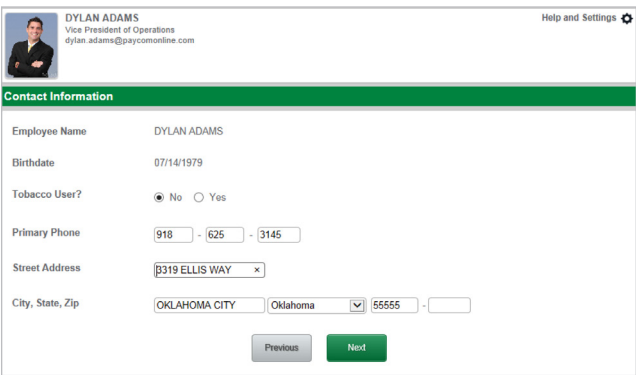 DYLAN ADAMS
Vice President of Operations
dylan.adams@paycomonline.com
Help and Settings
Contact Information
Employee Name DYLAN ADAMS
Birthdate 07/14/1979
Tobacco User? No Yes
Primary Phone 918 - 625 - 3145
Street Address 3319 ELLIS WAY ×
City, State, Zip OKLAHOMA CITY Oklahoma 55555 -
Previous Next